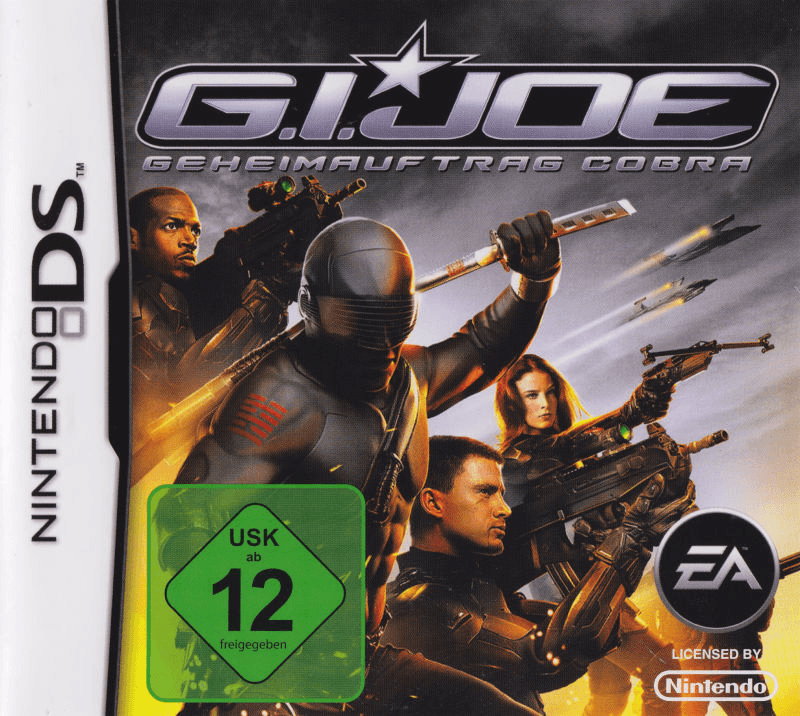 G.I.JOE
GEHEIMAUFTRAG COBRA
NINTENDO DS™
USK
ab
12
freigegeben
EA
LICENSED BY
Nintendo